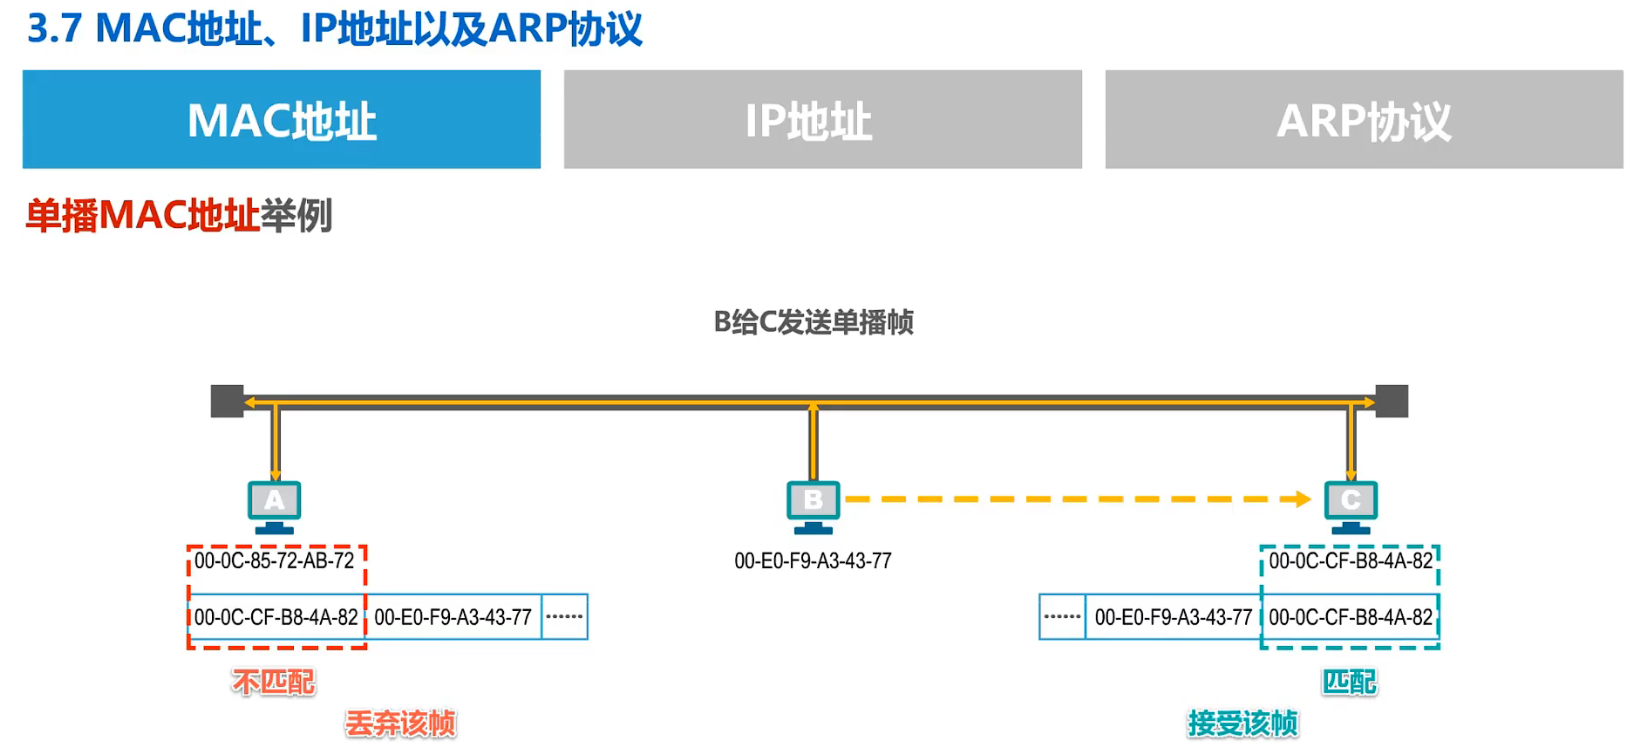 3.7 MAC地址、IP地址以及ARP协议
MAC地址
IP地址
ARP协议
单播MAC地址举例
B给C发送单播帧
A
B
C
00-0C-85-72-AB-72
00-E0-F9-A3-43-77
00-0C-CF-B8-4A-82
00-0C-CF-B8-4A-82 00-E0-F9-A3-43-77 ……
…… 00-E0-F9-A3-43-77 00-0C-CF-B8-4A-82
不匹配
匹配
丢弃该帧
接受该帧